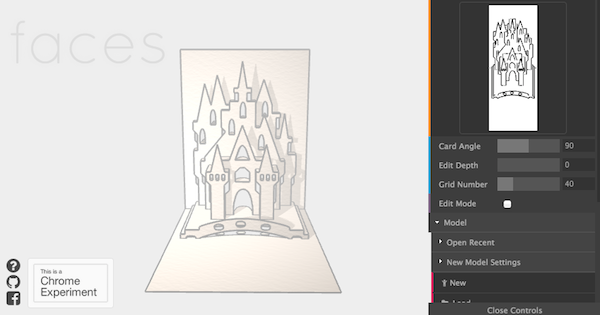 faces
This is a
Chrome
Experiment
Card Angle 90
Edit Depth 0
Grid Number 40
Edit Mode
Model
Open Recent
New Model Settings
New
Close Controls